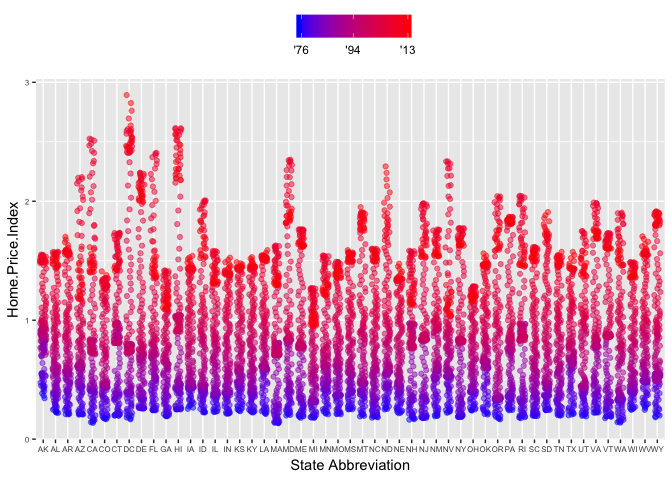 '76 '94 '13
3
2
1
0
Home.Price.Index
AK AL AR AZ CA CO CT DC DE FL GA HI IA ID IL IN KS KY LA MA MD ME MI MN MO MS MT NC ND NE NH NJ NM NV NY OH OK OR PA RI SC SD TN TX UT VA VT WA WI WV WY
State Abbreviation